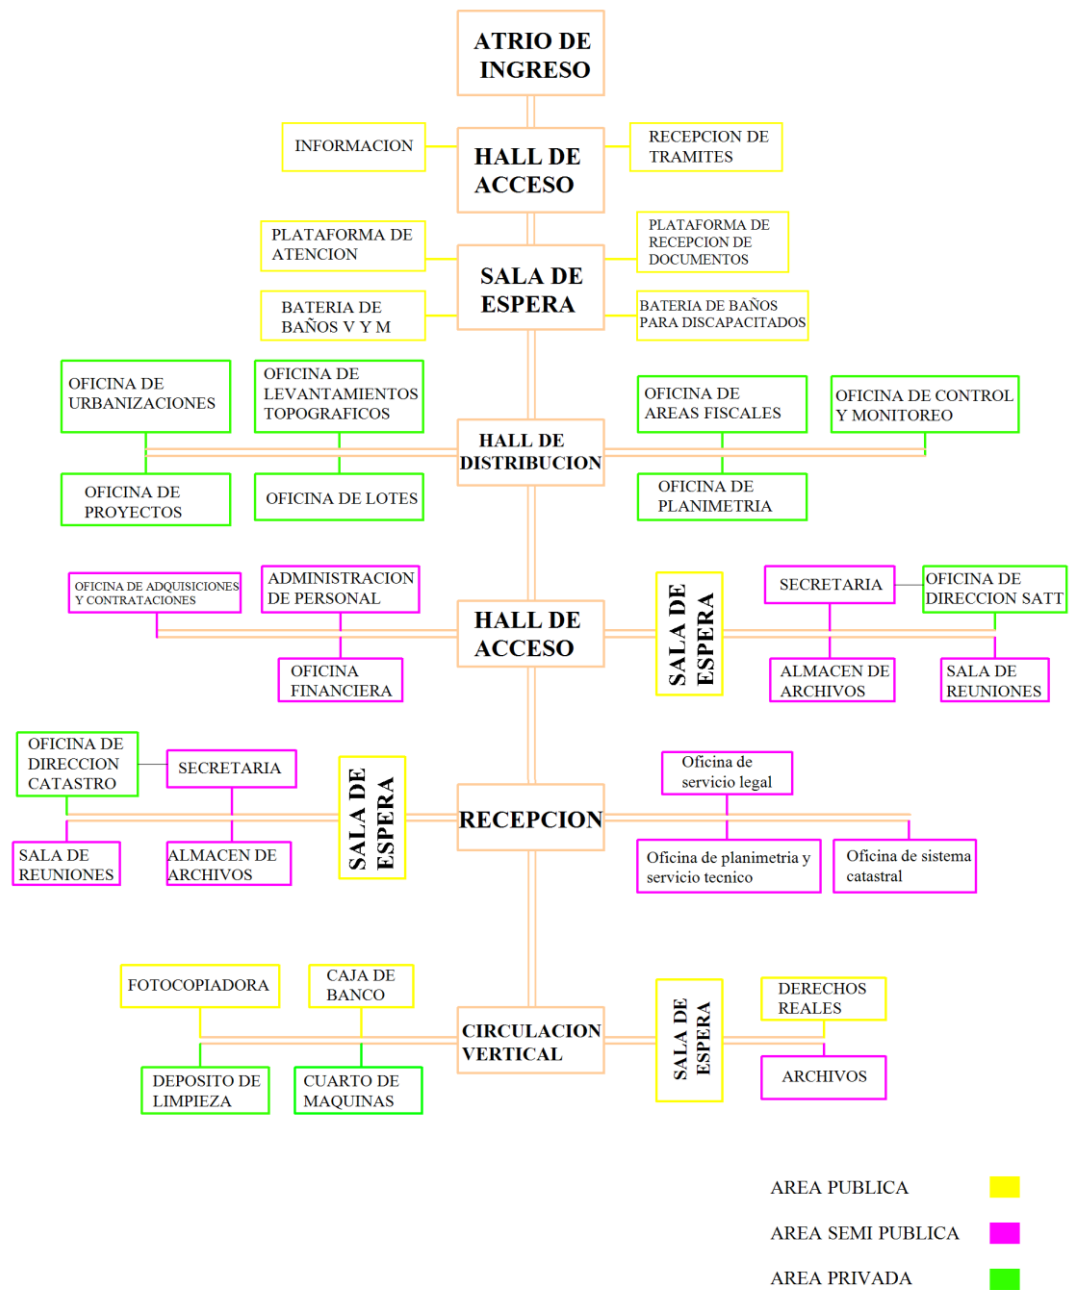 ATRIO DE
INGRESO
INFORMACION
HALL DE
ACCESO
RECEPCION DE
TRAMITES
PLATAFORMA DE
ATENCION
SALA DE
ESPERA
PLATAFORMA DE
RECEPCION DE
DOCUMENTOS
BATERIA DE
BAÑOS V Y M
BATERIA DE BAÑOS
PARA DISCAPACITADOS
OFICINA DE
URBANIZACIONES
OFICINA DE
LEVANTAMIENTOS
TOPOGRAFICOS
OFICINA DE
AREAS FISCALES
OFICINA DE CONTROL
Y MONITOREO
HALL DE
DISTRIBUCION
OFICINA DE
PROYECTOS
OFICINA DE LOTES
OFICINA DE
PLANIMETRIA
OFICINA DE ADQUISICIONES
Y CONTRATACIONES
ADMINISTRACION
DE PERSONAL
HALL DE
ACCESO
SALA DE
ESPERA
SECRETARIA
OFICINA DE
DIRECCION SATT
OFICINA
FINANCIERA
ALMACEN DE
ARCHIVOS
SALA DE
REUNIONES
OFICINA DE
DIRECCION
CATASTRO
SECRETARIA
SALA DE
ESPERA
RECEPCION
Oficina de
servicio legal
SALA DE
REUNIONES
ALMACEN DE
ARCHIVOS
Oficina de planimetria y
servicio tecnico
Oficina de sistema
catastral
FOTOCOPIADORA
CAJA DE
BANCO
CIRCULACION
VERTICAL
SALA DE
ESPERA
DERECHOS
REALES
DEPOSITO DE
LIMPIEZA
CUARTO DE
MAQUINAS
ARCHIVOS
AREA PUBLICA
AREA SEMI PUBLICA
AREA PRIVADA